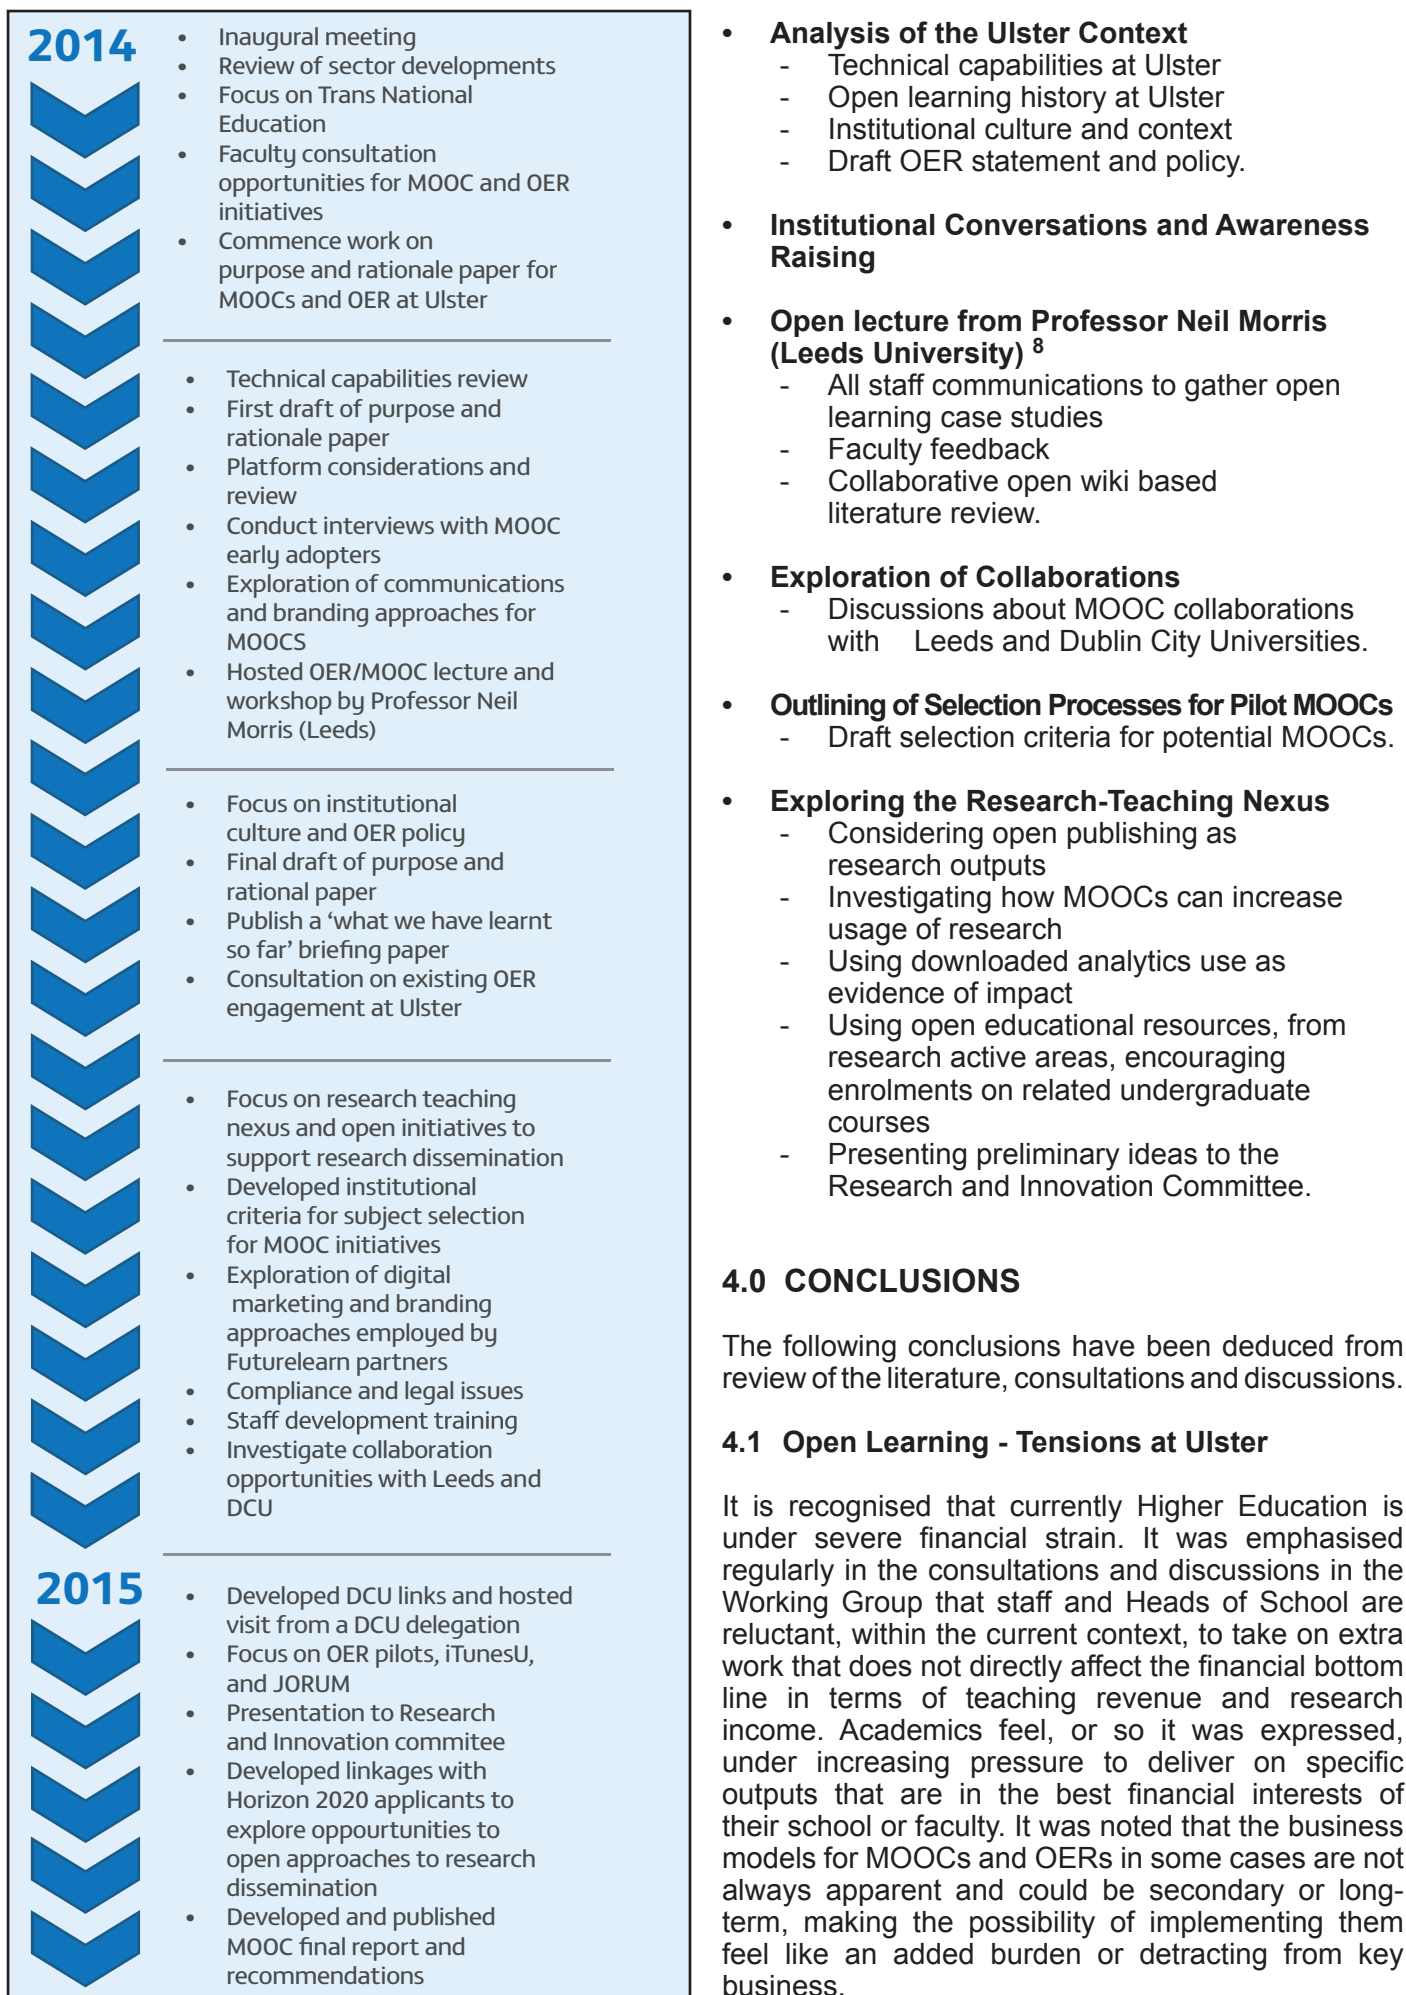 2014
• Inaugural meeting
• Review of sector developments
• Focus on Trans National
Education
• Faculty consultation
opportunities for MOOC and OER
initiatives
• Commence work on
purpose and rationale paper for
MOOCs and OER at Ulster
• Technical capabilities review
• First draft of purpose and
rationale paper
• Platform considerations and
review
• Conduct interviews with MOOC
early adopters
• Exploration of communications
and branding approaches for
MOOCS
• Hosted OER/MOOC lecture and
workshop by Professor Neil
Morris (Leeds)
• Focus on institutional
culture and OER policy
• Final draft of purpose and
rational paper
• Publish a ‘what we have learnt
so far’ briefing paper
• Consultation on existing OER
engagement at Ulster
• Focus on research teaching
nexus and open initiatives to
support research dissemination
• Developed institutional
criteria for subject selection
for MOOC initiatives
• Exploration of digital
marketing and branding
approaches employed by
Futurelearn partners
• Compliance and legal issues
• Staff development training
• Investigate collaboration
opportunities with Leeds and
DCU
2015
• Developed DCU links and hosted
visit from a DCU delegation
• Focus on OER pilots, iTunesU,
and JORUM
• Presentation to Research
and Innovation commitee
• Developed linkages with
Horizon 2020 applicants to
explore oppourtunities to
open approaches to research
dissemination
• Developed and published
MOOC final report and
recommendations
• Analysis of the Ulster Context
- Technical capabilities at Ulster
- Open learning history at Ulster
- Institutional culture and context
- Draft OER statement and policy.
• Institutional Conversations and Awareness
Raising
• Open lecture from Professor Neil Morris
(Leeds University) 8
- All staff communications to gather open
learning case studies
- Faculty feedback
- Collaborative open wiki based
literature review.
• Exploration of Collaborations
- Discussions about MOOC collaborations
with Leeds and Dublin City Universities.
• Outlining of Selection Processes for Pilot MOOCs
- Draft selection criteria for potential MOOCs.
• Exploring the Research-Teaching Nexus
- Considering open publishing as
research outputs
- Investigating how MOOCs can increase
usage of research
- Using downloaded analytics use as
evidence of impact
- Using open educational resources, from
research active areas, encouraging
enrolments on related undergraduate
courses
- Presenting preliminary ideas to the
Research and Innovation Committee.
4.0 CONCLUSIONS
The following conclusions have been deduced from
review of the literature, consultations and discussions.
4.1 Open Learning - Tensions at Ulster
It is recognised that currently Higher Education is
under severe financial strain. It was emphasised
regularly in the consultations and discussions in the
Working Group that staff and Heads of School are
reluctant, within the current context, to take on extra
work that does not directly affect the financial bottom
line in terms of teaching revenue and research
income. Academics feel, or so it was expressed,
under increasing pressure to deliver on specific
outputs that are in the best financial interests of
their school or faculty. It was noted that the business
models for MOOCs and OERs in some cases are not
always apparent and could be secondary or long-
term, making the possibility of implementing them
feel like an added burden or detracting from key
business.